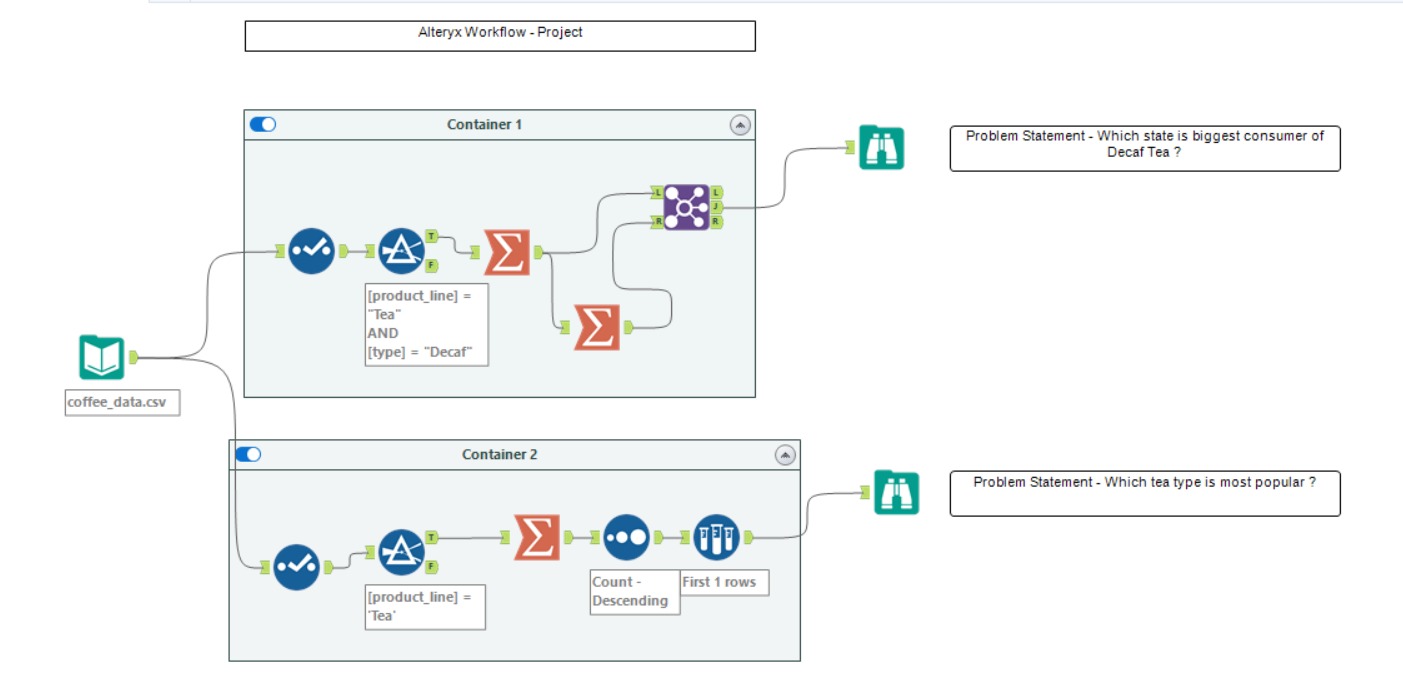 Alteryx Workflow - Project
Container 1
Problem Statement - Which state is biggest consumer of
Decaf Tea ?
L
R
L
J
R
T
F
[product_line] =
"Tea"
AND
[type] = "Decaf"
coffee_data.csv
Container 2
Problem Statement - Which tea type is most popular ?
T
F
[product_line] =
'Tea'
Count -
Descending
First 1 rows